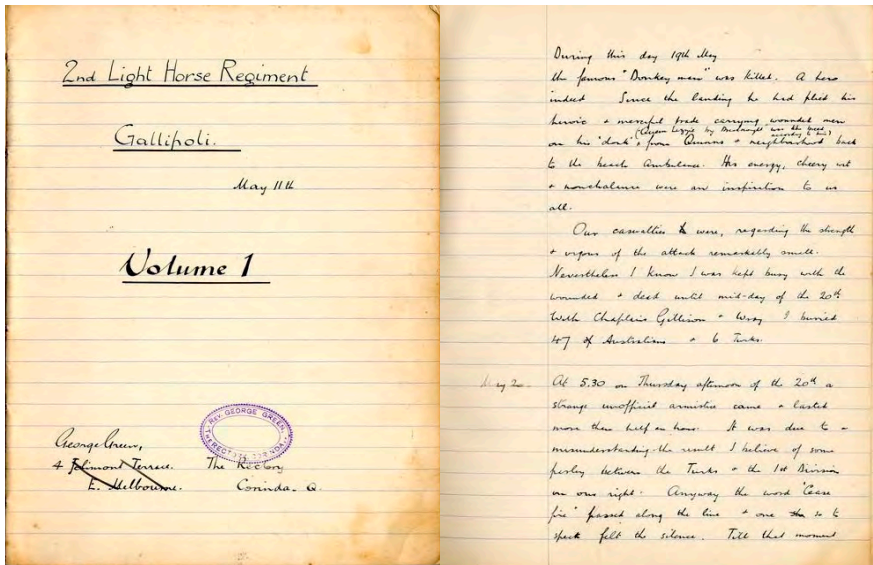 2nd Light Horse Regiment
Gallipoli.
May 11th
Volume 1
REV. GEORGE GREEN,
RECTORY
George Green,
4 Jolimont Terrace.
E. Melbourne.
The Rectory
Corinda. Q.
During this day 19th May
the famous "Donkey man" was killed. A hero
indeed Since the landing he had plied his
heroic + merciful trade carrying wounded men
was the
according to him)
on his "donk" from Quinns + neighbourhood back
to the beach Ambulance. His energy, cheery wit
+ nonchalance were an inspiration to us
all.
Our casualties were, regarding the strength
+ vigour of the attack remarkably small.
Nevertheless I know I was kept busy with the
wounded + dead until mid-day of the 20th
With Chaplains Gillison + Wray I buried
47 of Australians + 6 Turks.
May 20
At 5.30 on Thursday afternoon of the 20th a
strange unofficial armistice came + lasted
more than half an hour. It was due to a
misunderstanding the result I believe of some
parley between the Turks + the 1st Division
on our right. Anyway the word "Cease
fire" passed along the line + one so to
speak felt the silence. Till that moment